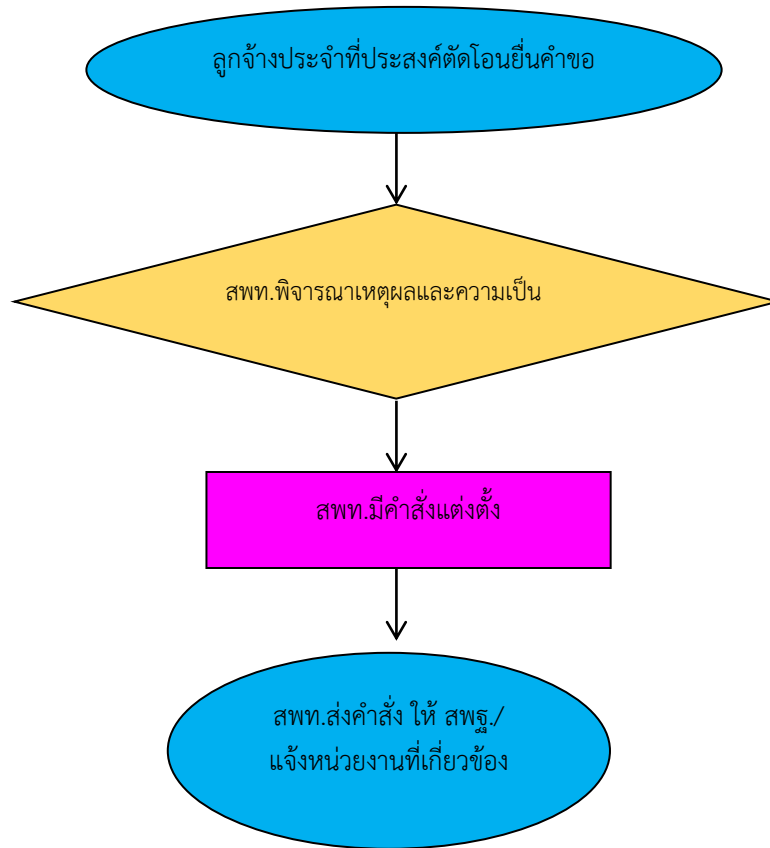 ลูกจ้างประจำที่ประสงค์ตัดโอนยื่นคำขอ
สพท.พิจารณาเหตุผลและความเป็น
สพท.มีคำสั่งแต่งตั้ง
สพท.ส่งคำสั่ง ให้ สพฐ./
แจ้งหน่วยงานที่เกี่ยวข้อง